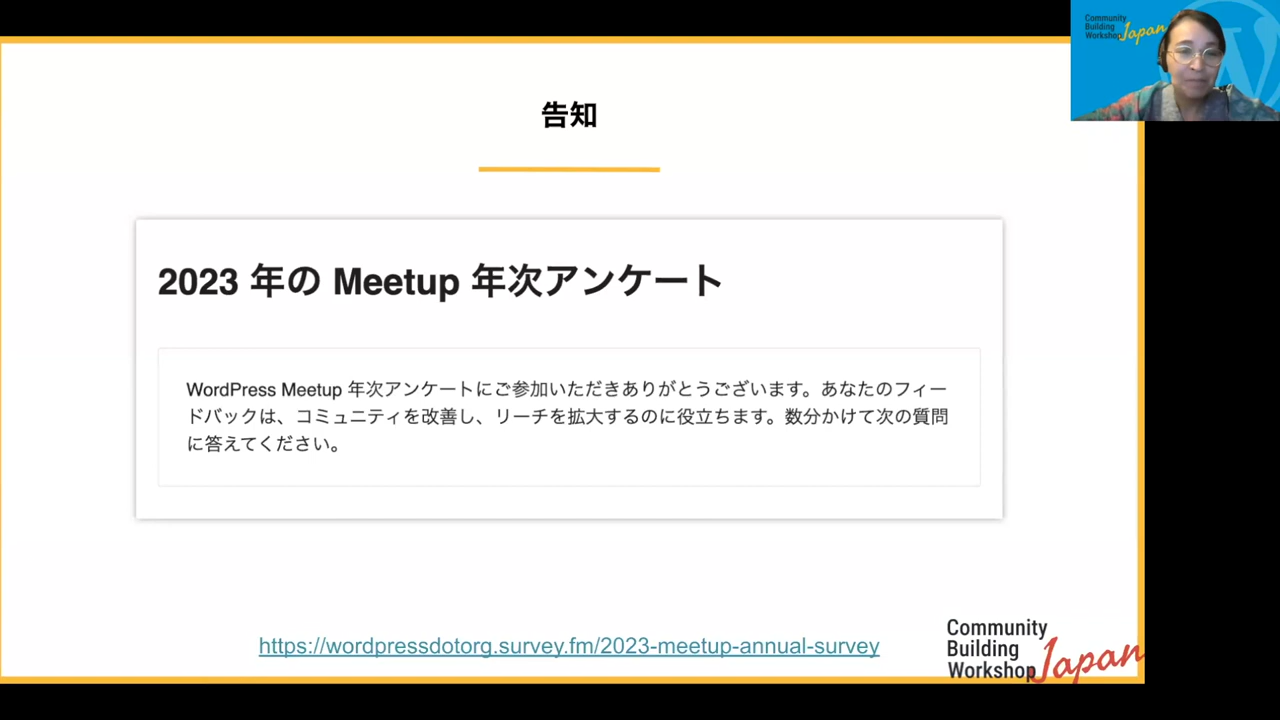 告知
2023 年の Meetup 年次アンケート
WordPress Meetup 年次アンケートにご参加いただきありがとうございます。あなたのフィー
ドバックは、コミュニティを改善し、リーチを拡大するのに役立ちます。数分かけて次の質問
に答えてください。
https://wordpressdotorg.survey.fm/2023-meetup-annual-survey
Community
Building
Workshop Japan
Community
Building
Workshop Japan